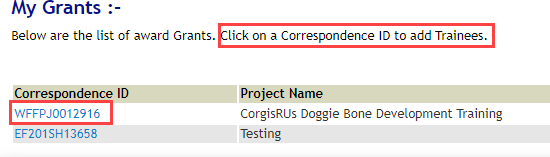 My Grants :-
Below are the list of award Grants. Click on a Correspondence ID to add Trainees.
Correspondence ID Project Name
WFFPJ0012916 CorgisRUs Doggie Bone Development Training
EF201SH13658 Testing